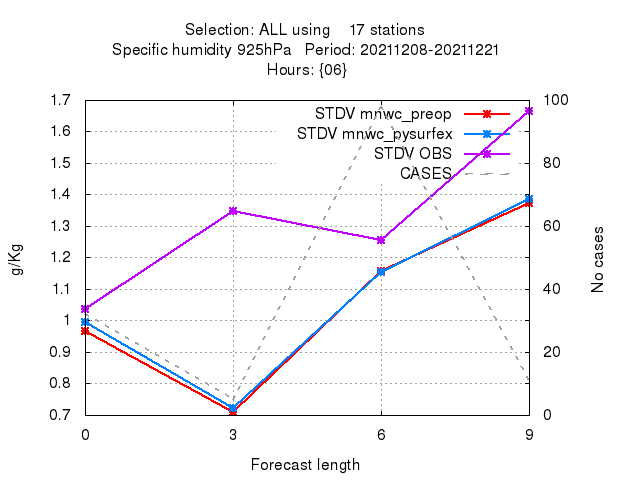 Selection: ALL using    17 stations
Specific humidity 925hPa   Period: 20211208-20211221
Hours: {06}
1.7
1.6
1.5
1.4
1.3
1.2
1.1
1
0.9
0.8
0.7
g/Kg
STDV mnwc_preop
STDV mnwc_pysurfex
STDV OBS
CASES
100
80
60
40
20
0
No cases
0 3 6 9
Forecast length